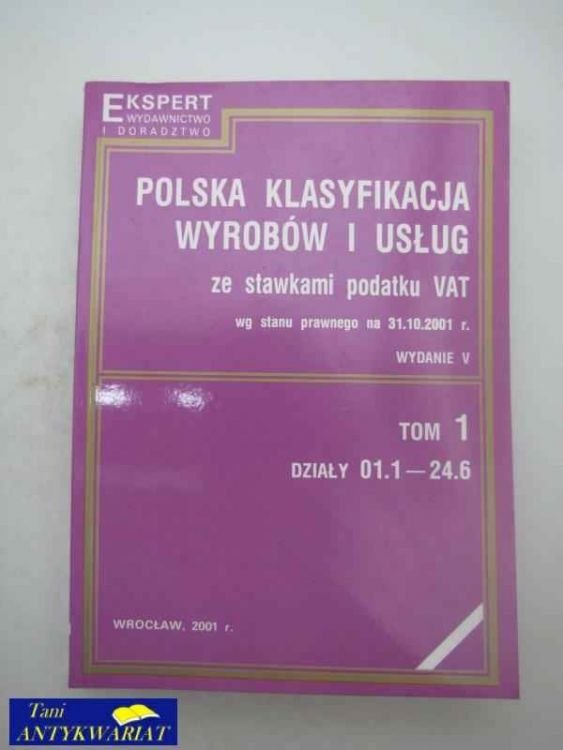 EKSPERT
WYDAWNICTWO
I DORADZTWO
POLSKA KLASYFIKACJA
WYROBÓW I USŁUG
ze stawkami podatku VAT
wg stanu prawnego na 31.10.2001 r.
WYDANIE V
TOM 1
DZIAŁY 01.1—24.6
WROCŁAW, 2001 r.
Tani
ANTYKWARIAT